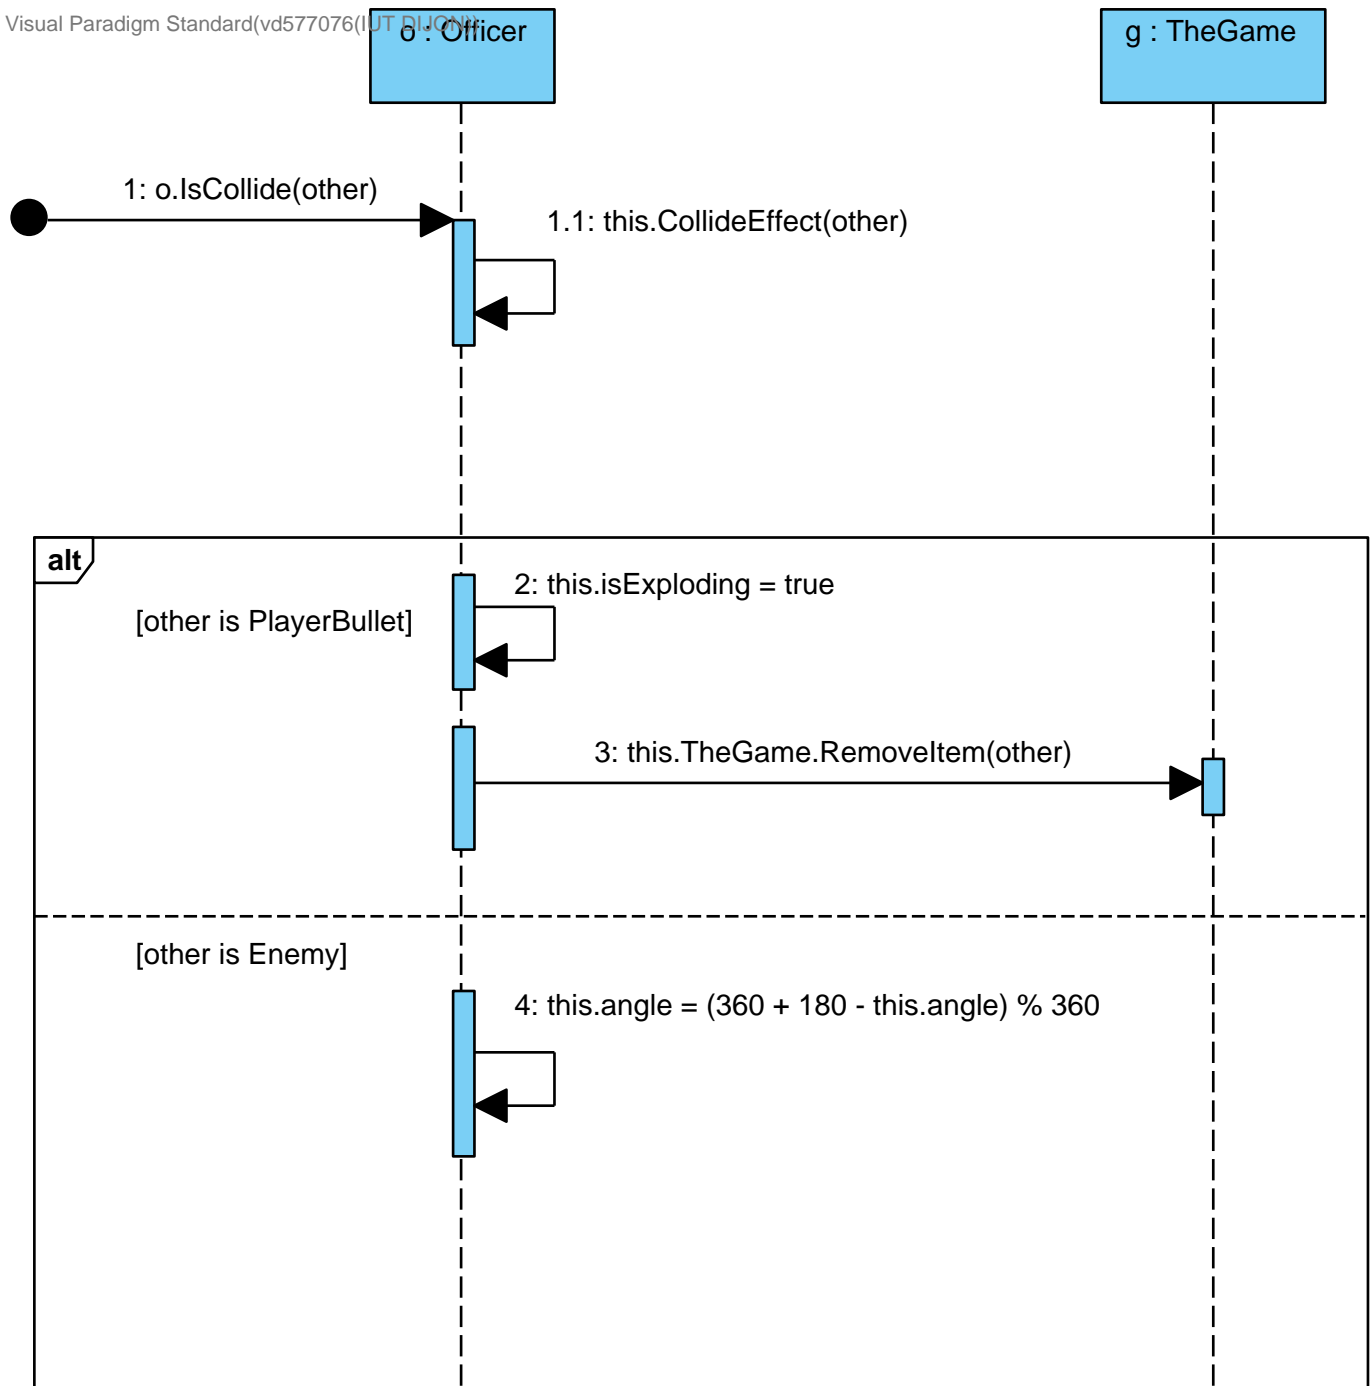 Visual Paradigm Standard(vd577076(IUT DIJON))
o : Officer
g : TheGame
1: o.IsCollide(other)
1.1: this.CollideEffect(other)
alt
2: this.isExploding = true
[other is PlayerBullet]
3: this.TheGame.RemoveItem(other)
[other is Enemy]
4: this.angle = (360 + 180 - this.angle) % 360